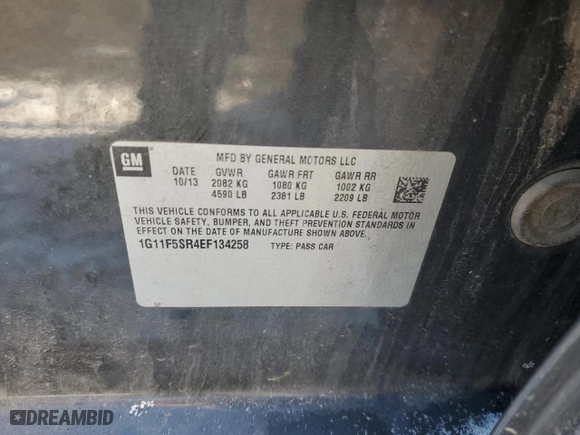 GM
MFD BY GENERAL MOTORS LLC
DATE GVWR GAWR FRT GAWR RR
10/13 2082 KG 1080 KG 1002 KG
4590 LB 2381 LB 2209 LB
THIS VEHICLE CONFORMS TO ALL APPLICABLE U.S. FEDERAL MOTOR
VEHICLE SAFETY, BUMPER, AND THEFT PREVENTION STANDARDS IN
EFFECT ON THE DATE OF MANUFACTURE SHOWN ABOVE.
1G11F5SR4EF134258 TYPE: PASS CAR
DREAMBID